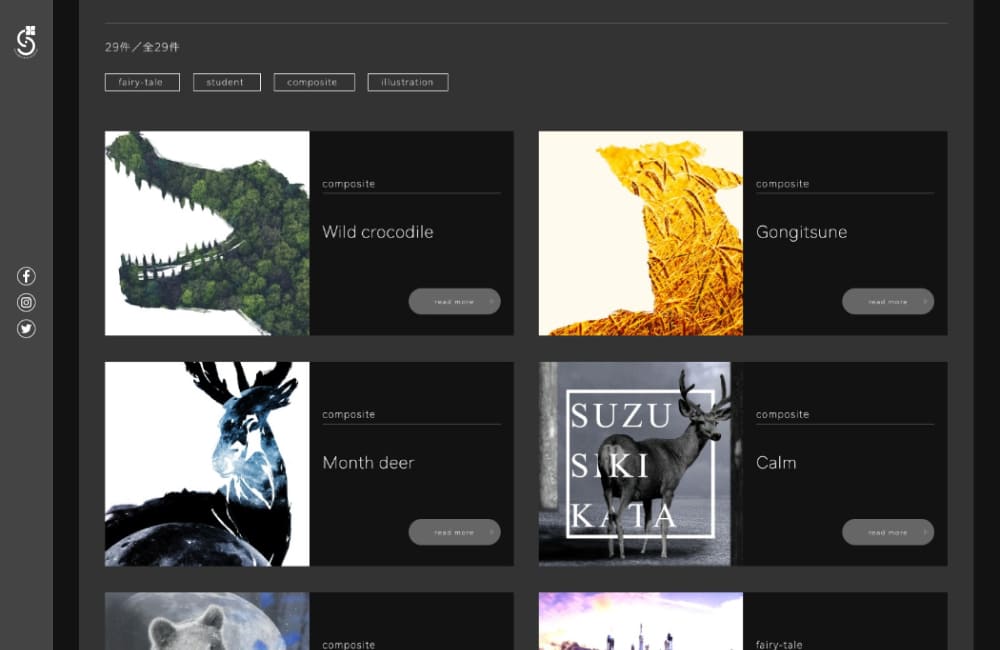 29件／全29件
fairy-tale
student
composite
illustration
composite
Wild crocodile
read more
composite
Gongitsune
read more
composite
Month deer
read more
SUZU
SIKI
KATA
composite
Calm
read more
composite
fairy-tale